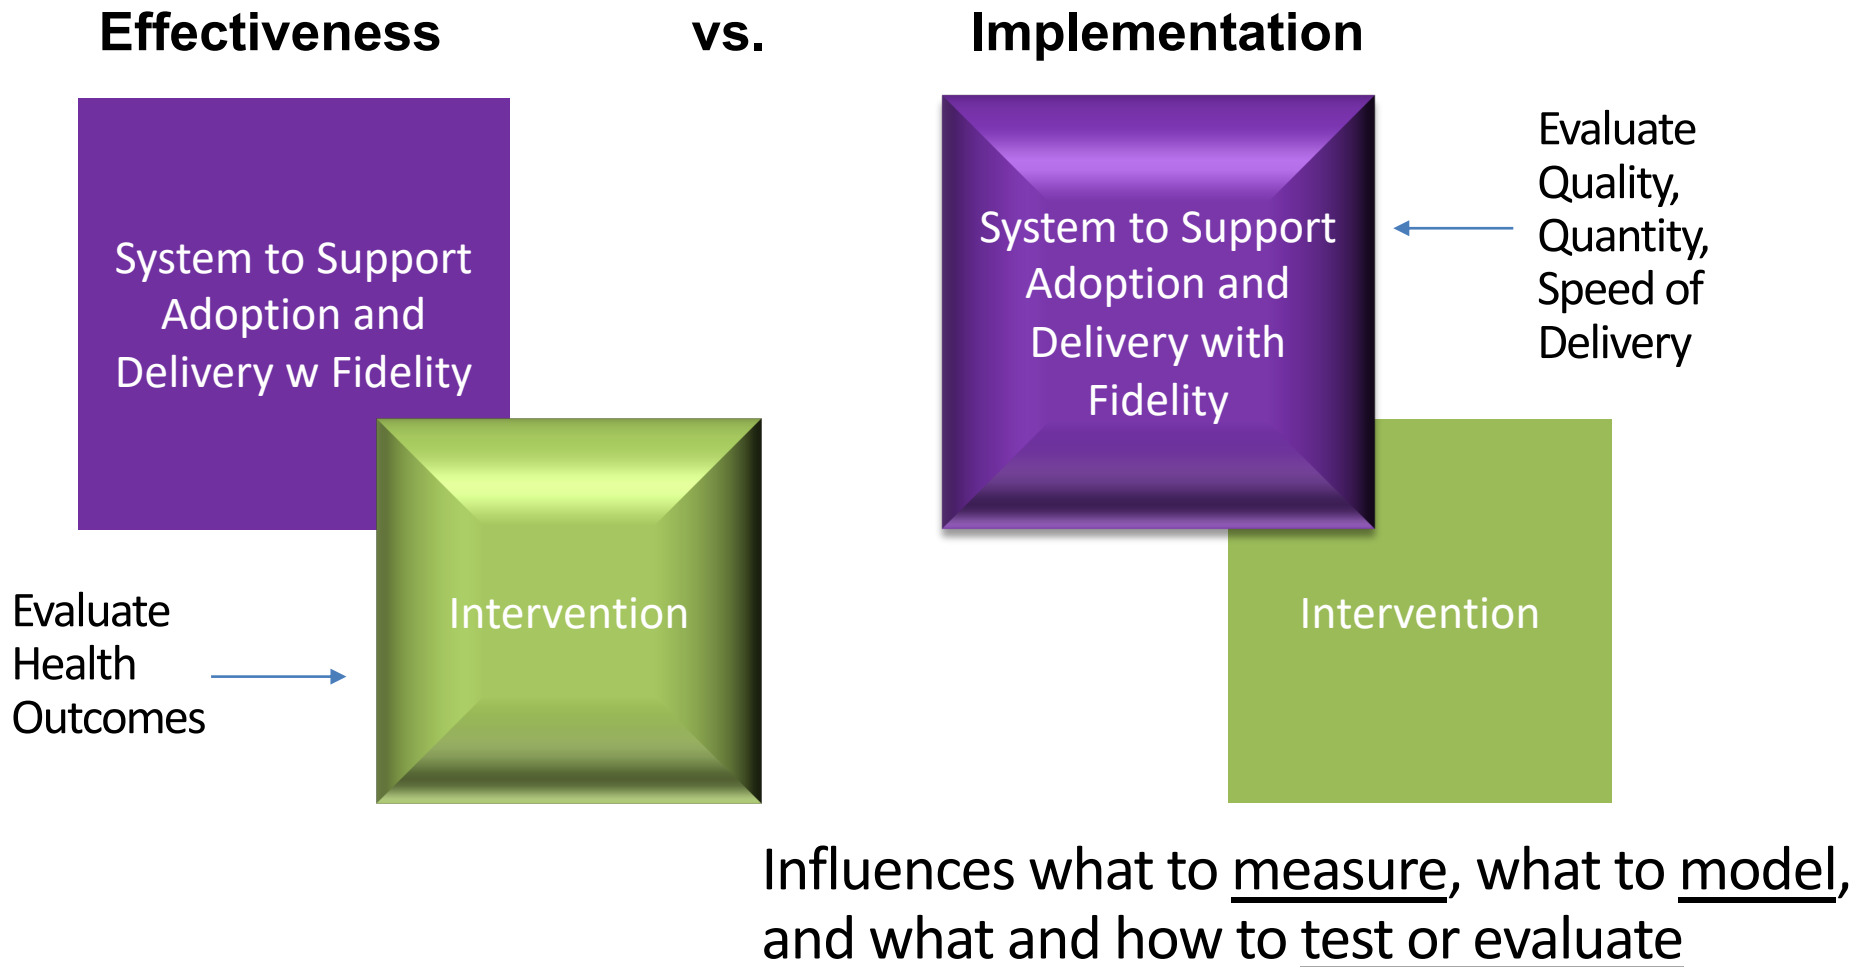 Effectiveness vs. Implementation
System to Support
Adoption and
Delivery w Fidelity
Intervention
Evaluate
Health
Outcomes
System to Support
Adoption and
Delivery with
Fidelity
Intervention
Evaluate
Quality,
Quantity,
Speed of
Delivery
Influences what to measure, what to model,
and what and how to test or evaluate